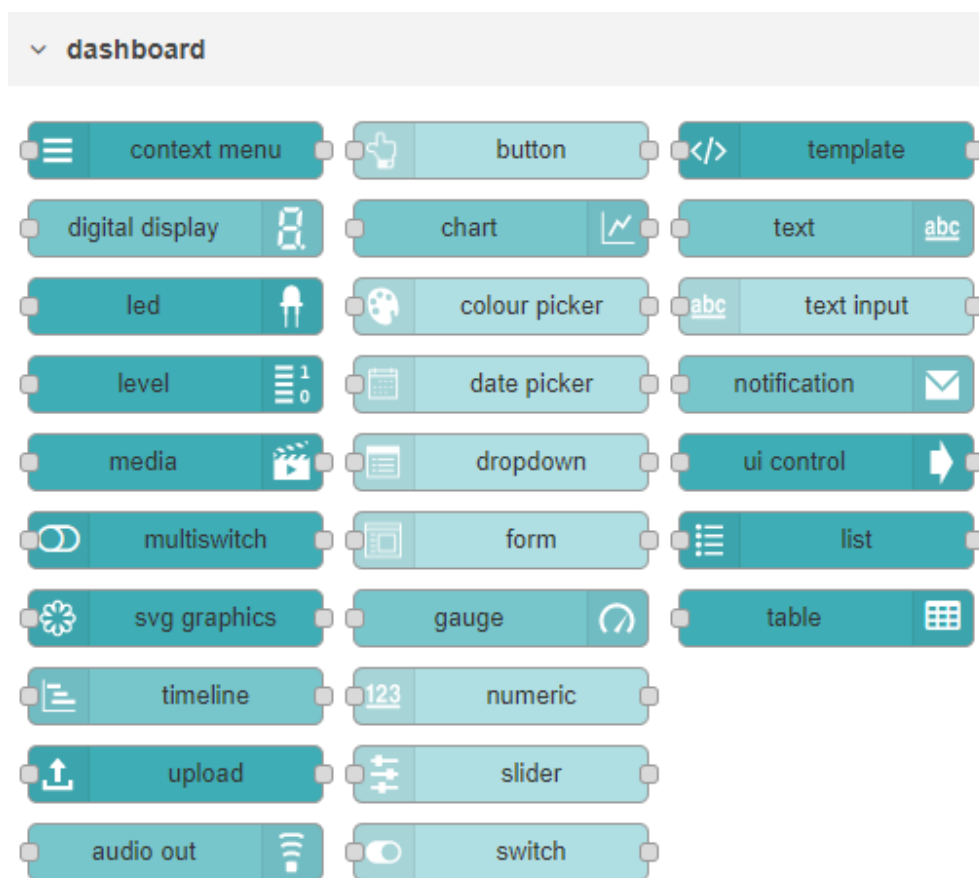 dashboard
context menu
button
</> template
digital display
chart
text abc
led
colour picker
abc text input
level 1 0
date picker
notification
media
dropdown
ui control
multiswitch
form
list
svg graphics
gauge
table
timeline
123 numeric
upload
slider
audio out
switch